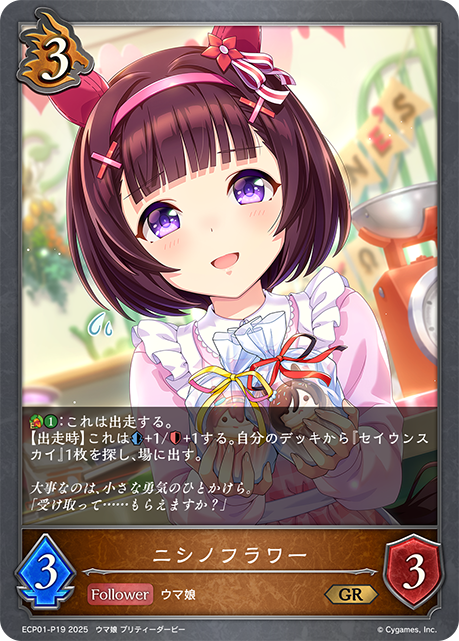 3
NE'S
1:これは出走する。
【出走時】これは+1/+1する。自分のデッキから『セイウンス
カイ』1枚を探し、場に出す。
大事なのは、小さな勇気のひとかけら。
「受け取って……もらえますか?」
ニシノフラワー
3
Follower ウマ娘
GR
3
ECP01-P19 2025 ウマ娘 プリティーダービー
© Cygames, Inc.